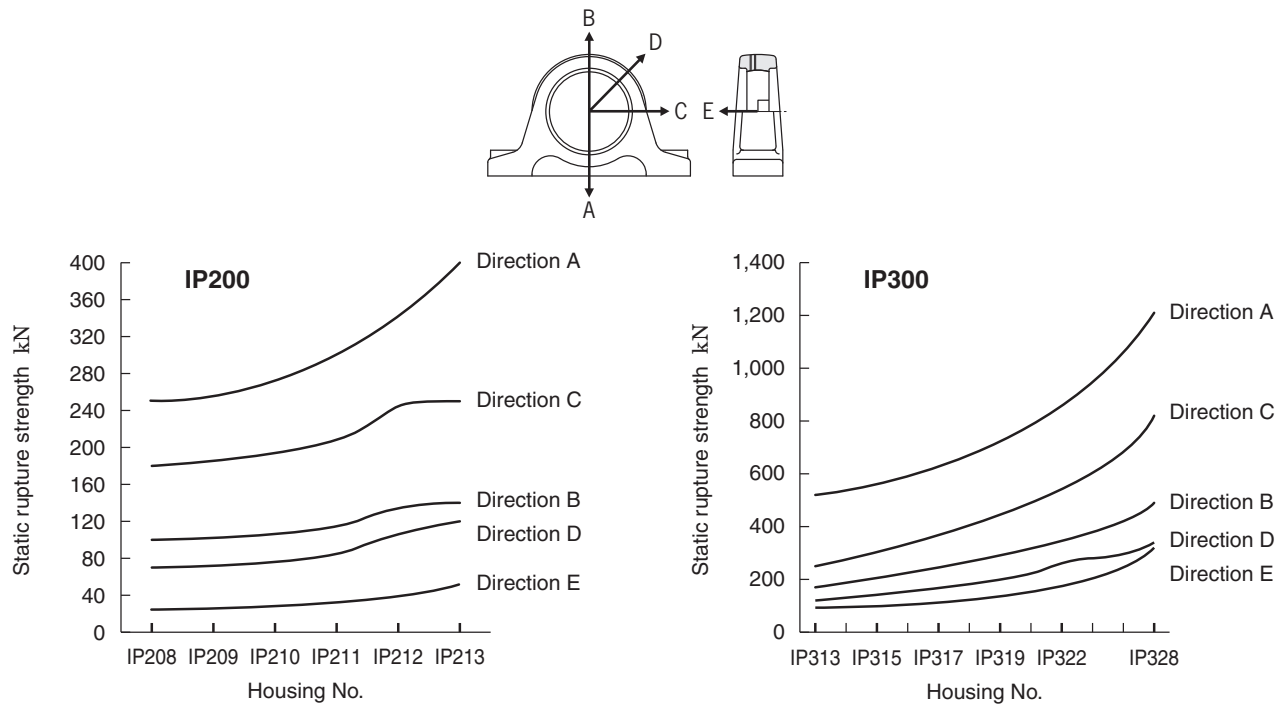 B
D
C
E
A
IP200
Static rupture strength kN
400
360
320
280
240
200
160
120
80
40
0
Direction A
Direction C
Direction B
Direction D
Direction E
IP208 IP209 IP210 IP211 IP212 IP213
Housing No.
IP300
Static rupture strength kN
1,400
1,200
1,000
800
600
400
200
0
Direction A
Direction C
Direction B
Direction D
Direction E
IP313 IP315 IP317 IP319 IP322 IP328
Housing No.